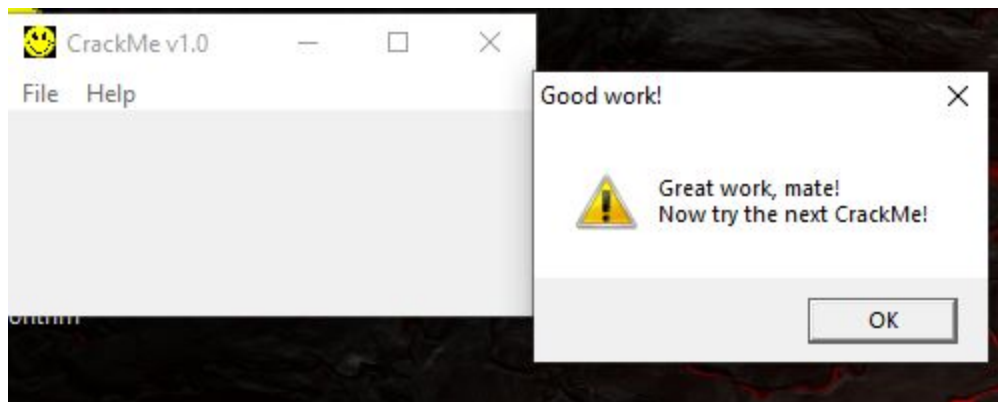 CrackMe v1.0
File Help
Good work!
Great work, mate!
Now try the next CrackMe!
OK